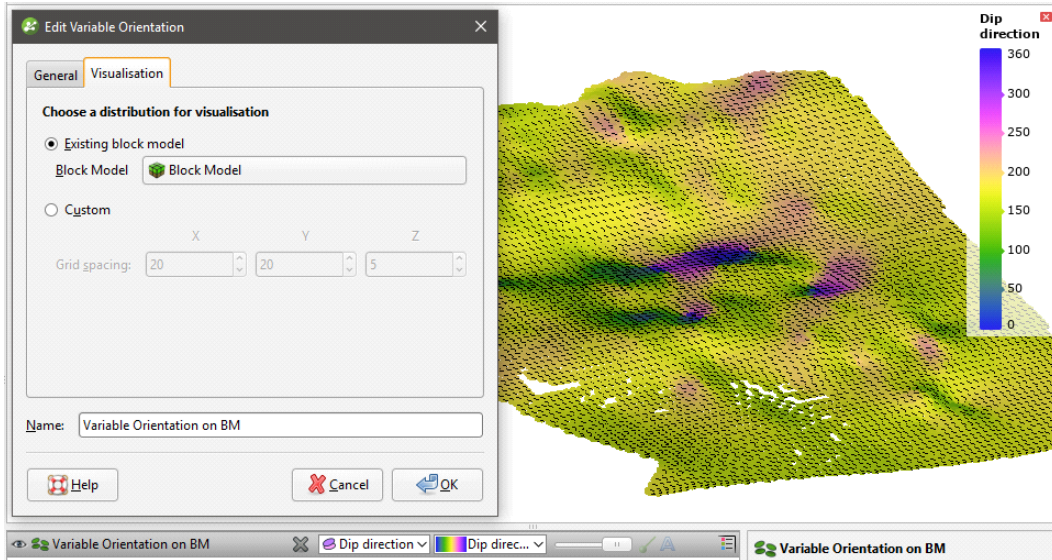 Edit Variable Orientation
General
Visualisation
Choose a distribution for visualisation
Existing block model
Block Model
Block Model
Custom
X Y Z
Grid spacing: 20 20 5
Name: Variable Orientation on BM
Help
Cancel
OK
Dip
direction
360
300
250
200
150
100
50
0
Variable Orientation on BM
Dip direction
Dip direc...
A
Variable Orientation on BM